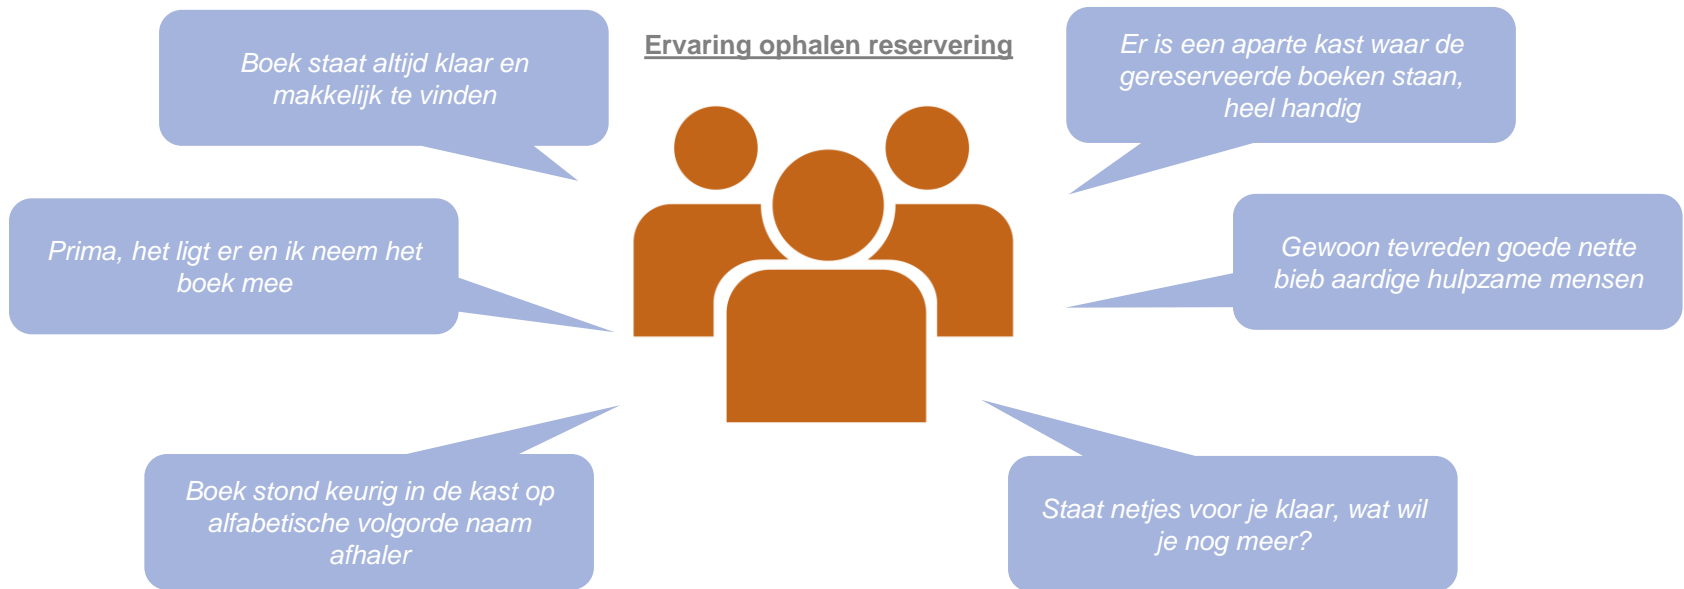 Ervaring ophalen reservering
Boek staat altijd klaar en
makkelijk te vinden
Er is een aparte kast waar de
gereserveerde boeken staan,
heel handig
Prima, het ligt er en ik neem het
boek mee
Gewoon tevreden goede nette
bieb aardige hulpzame mensen
Boek stond keurig in de kast op
alfabetische volgorde naam
afhaler
Staat netjes voor je klaar, wat wil
je nog meer?